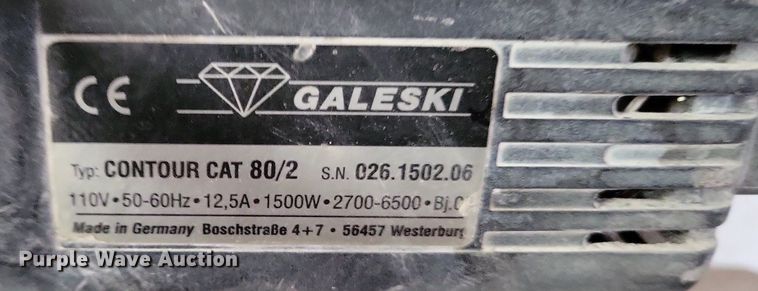 CE
GALESKI
Typ: CONTOUR CAT 80/2 S.N. 026.1502.06
110V • 50-60Hz • 12,5A • 1500W • 2700-6500 • Bj.
Made in Germany Boschstraße 4+7 • 56457 Westerburg
Purple Wave Auction